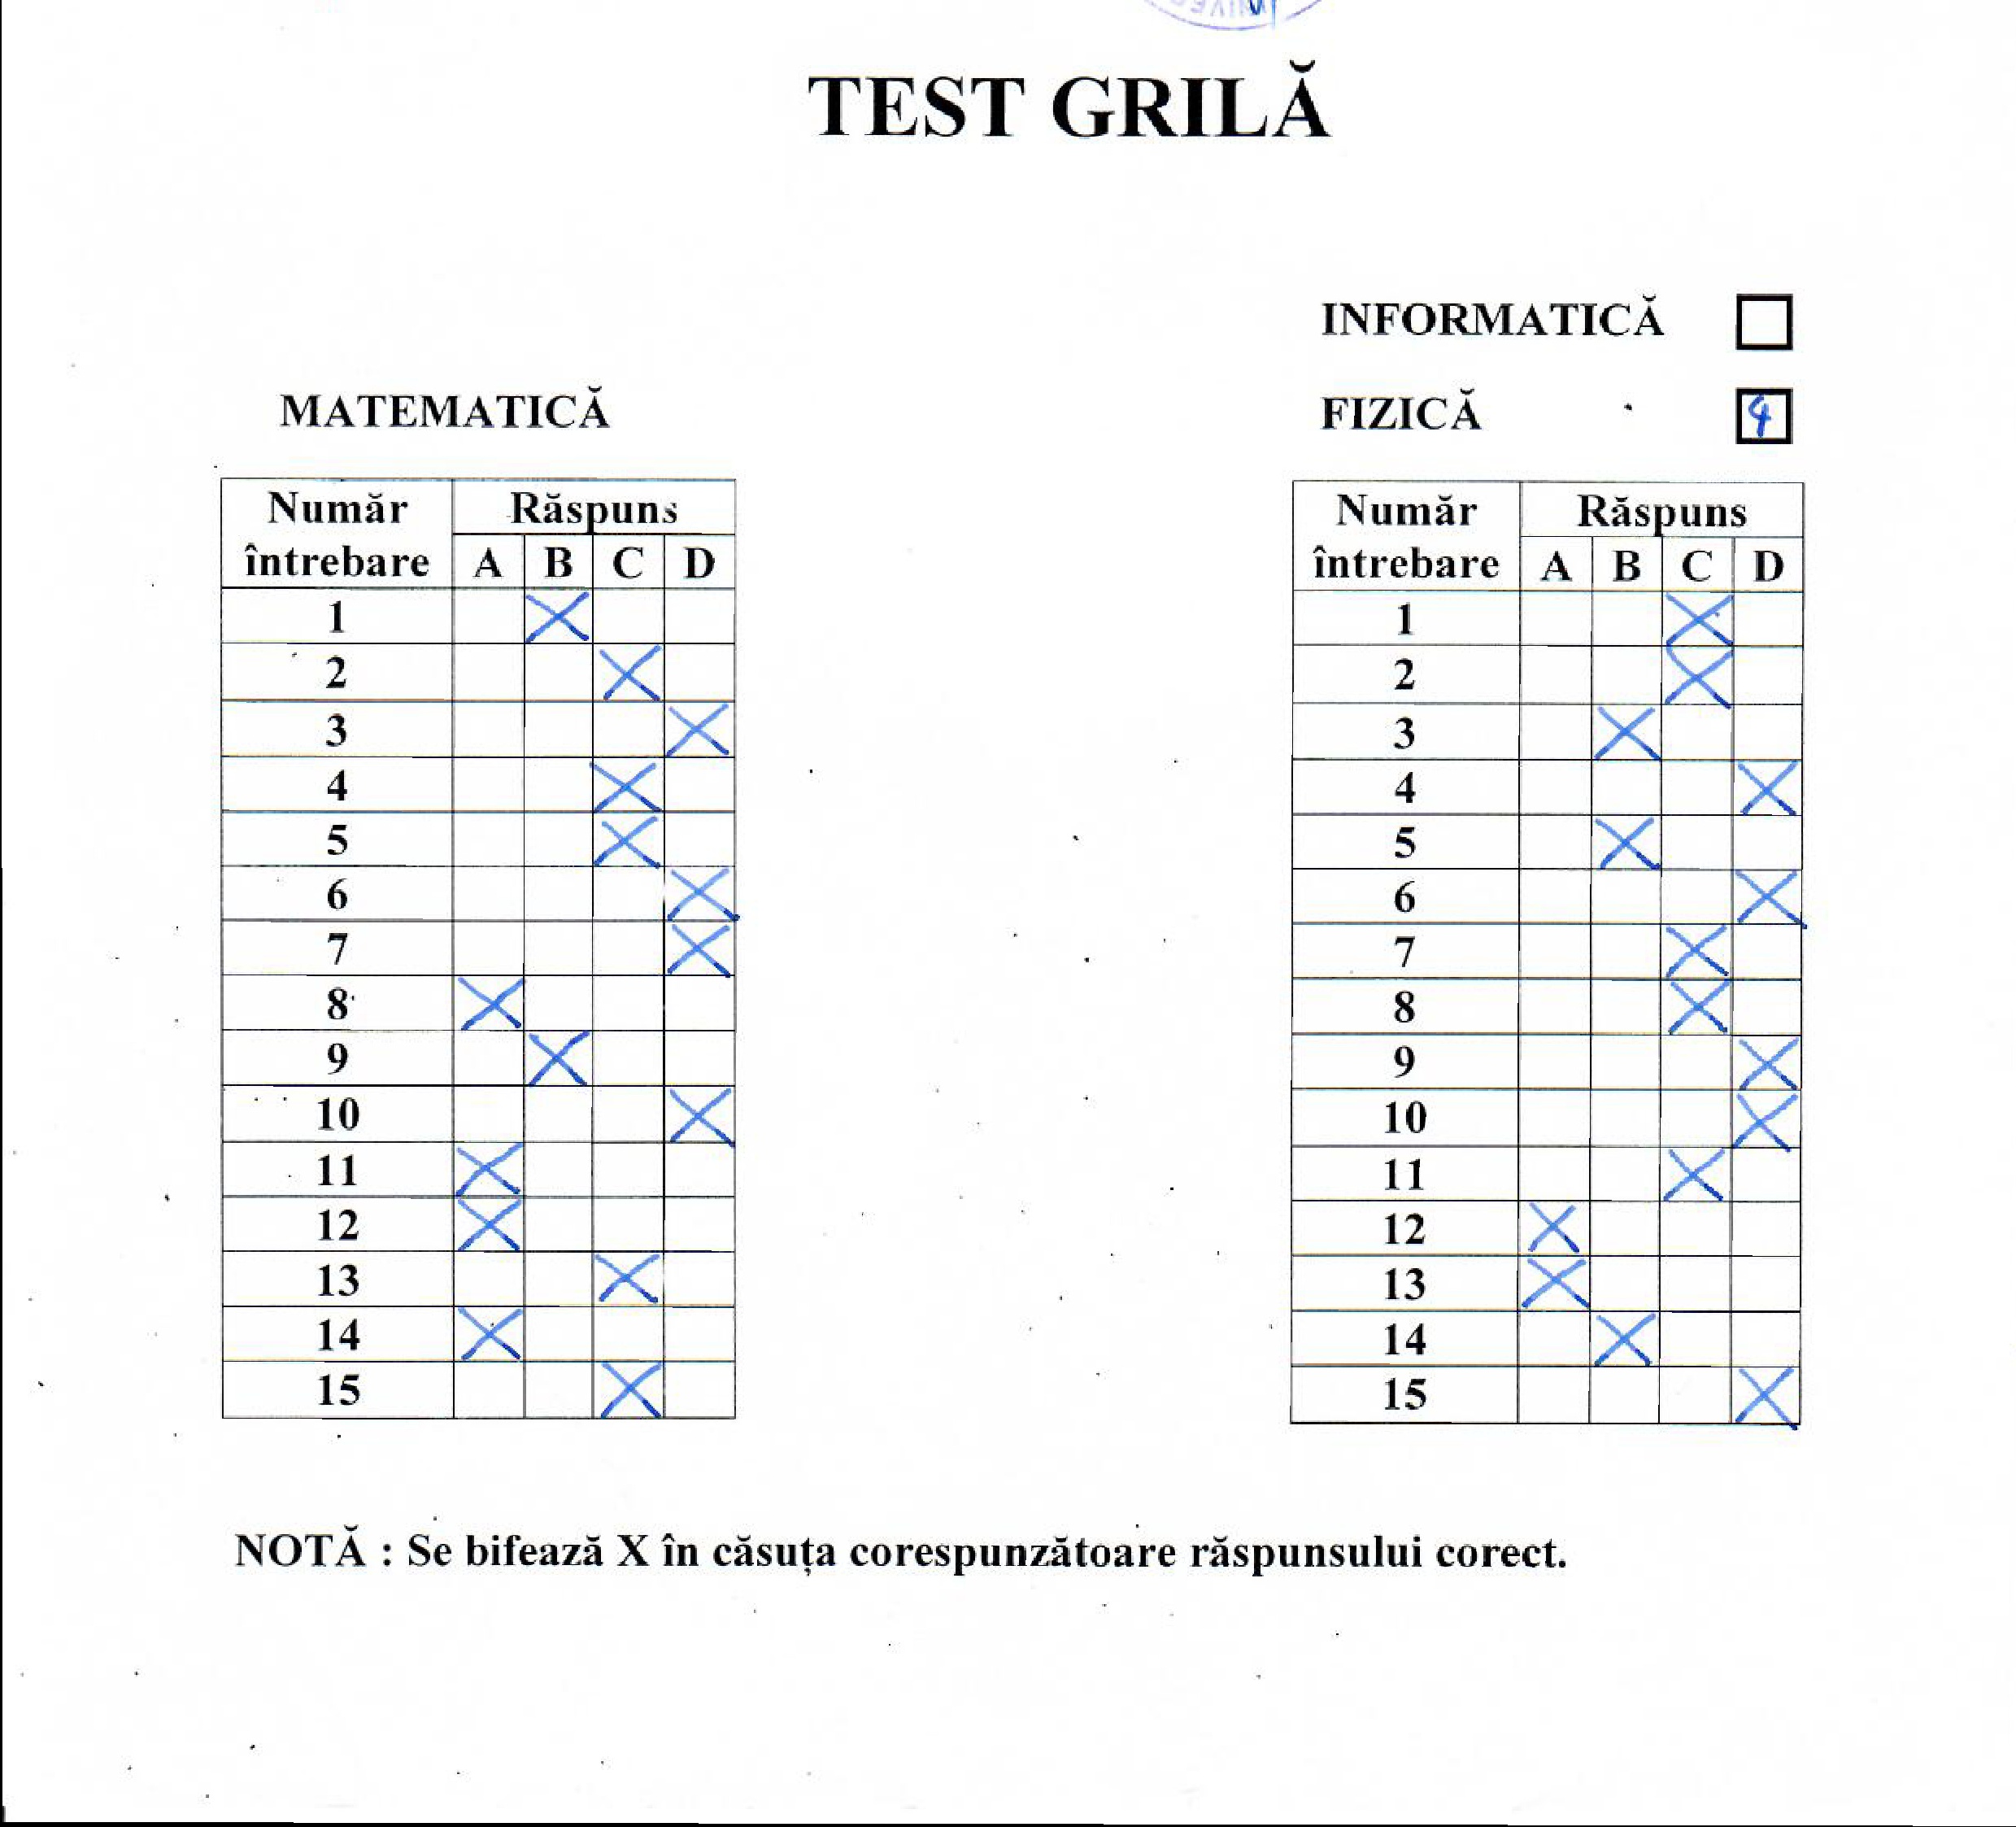 UNIVE
TEST GRILĂ
INFORMATICĂ
MATEMATICĂ
FIZICĂ 4
Număr întrebare Răspuns
A B C D
1 X
2 X
3 X
4 X
5 X
6 X
7 X
8 X
9 X
10 X
11 X
12 X
13 X
14 X
15 X
Număr întrebare Răspuns
A B C D
1 X
2 X
3 X
4 X
5 X
6 X
7 X
8 X
9 X
10 X
11 X
12 X
13 X
14 X
15 X
NOTĂ : Se bifează X în căsuța corespunzătoare răspunsului corect.